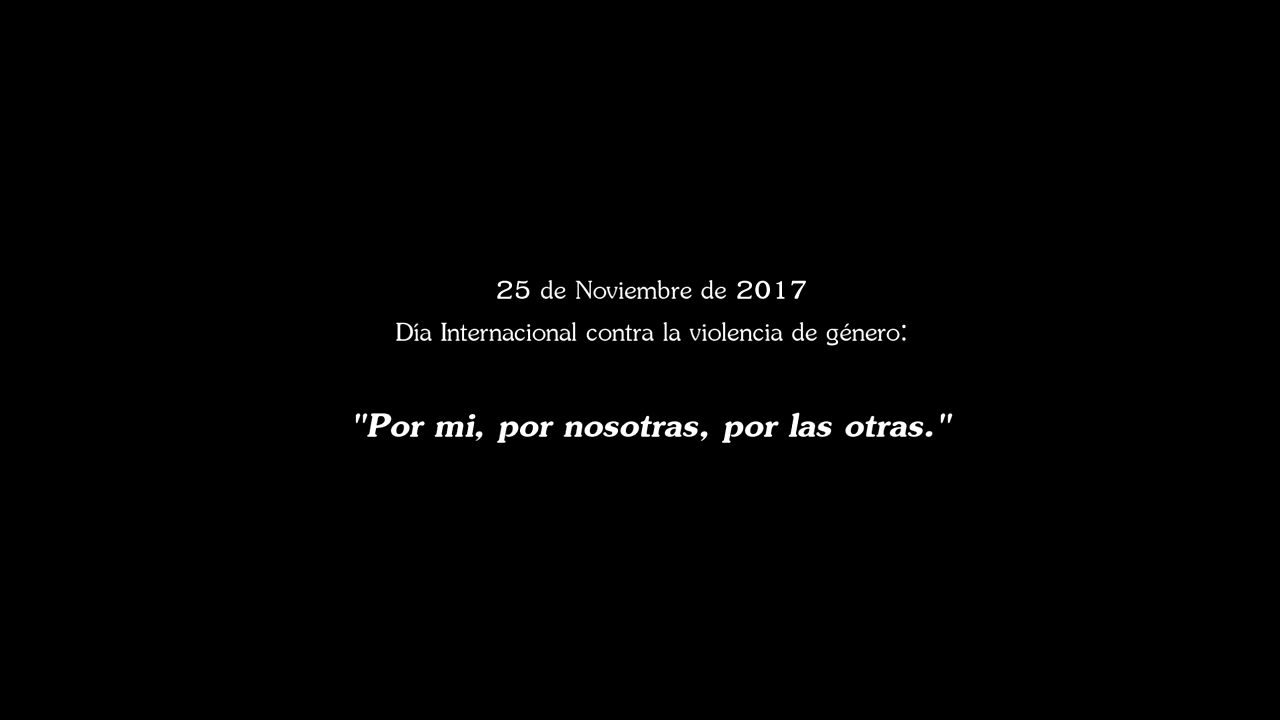 25 de Noviembre de 2017
Día Internacional contra la violencia de género:
"Por mi, por nosotras, por las otras."